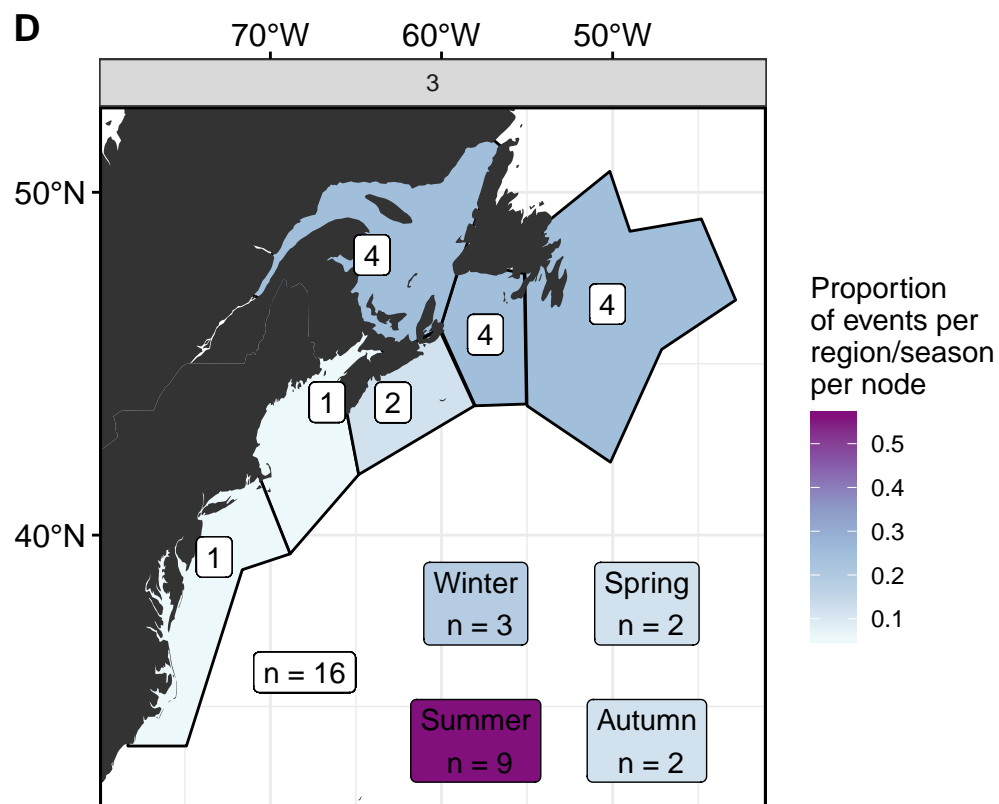 D
70°W 60°W 50°W
3
50°N
40°N
4
4
4
1
2
1
n = 16
Winter
n = 3
Spring
n = 2
Summer
n = 9
Autumn
n = 2
Proportion
of events per
region/season
per node
0.5
0.4
0.3
0.2
0.1